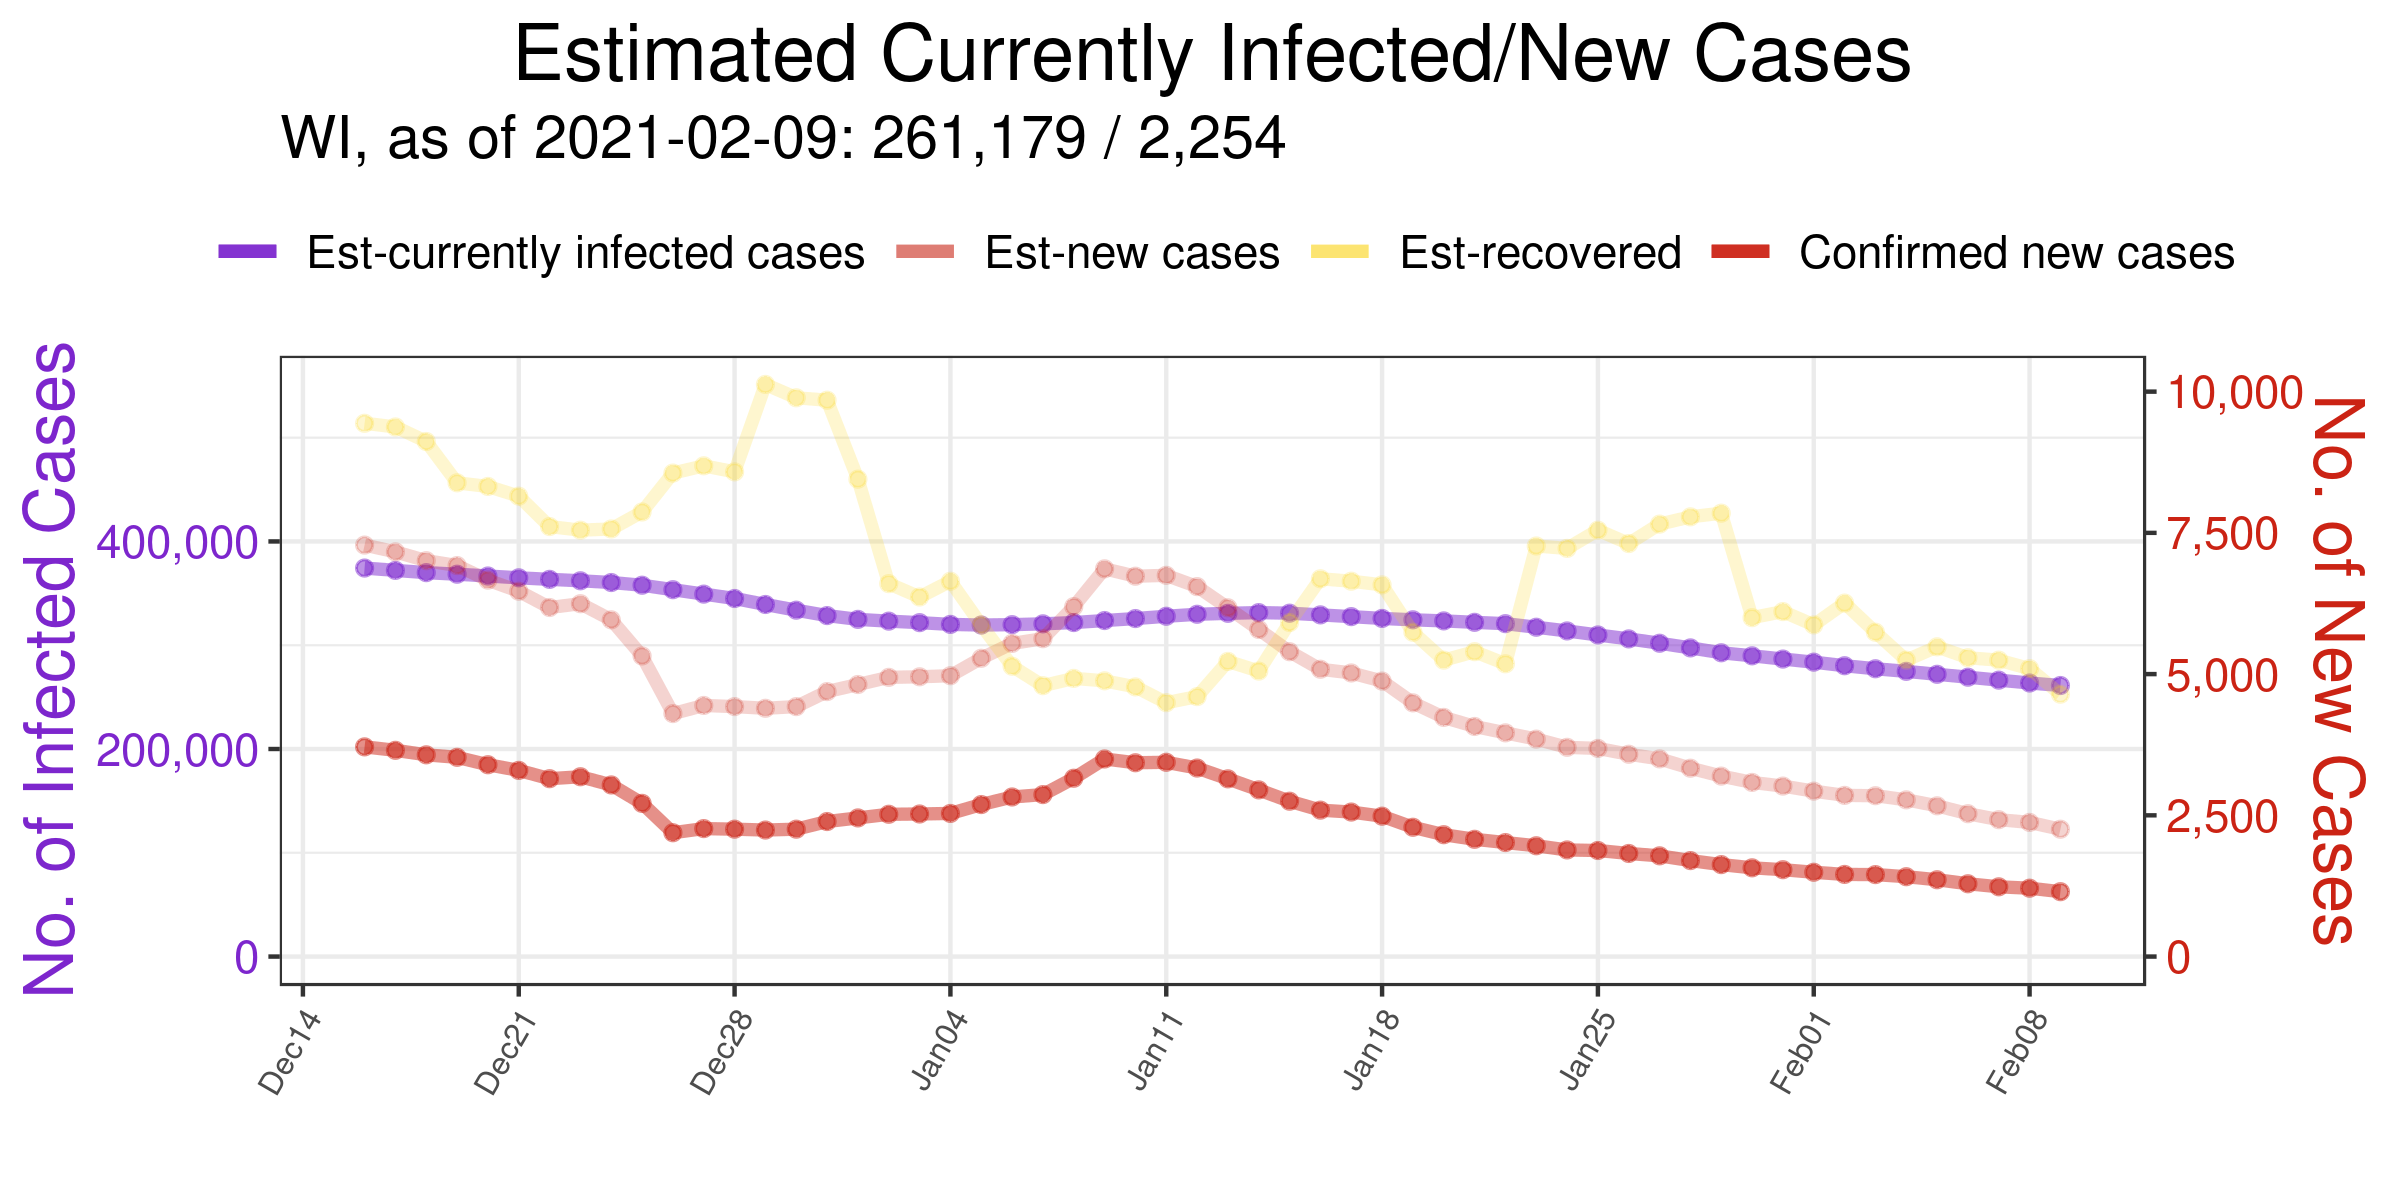 Estimated Currently Infected/New Cases
WI, as of 2021-02-09: 261,179 / 2,254
Est-currently infected cases Est-new cases Est-recovered Confirmed new cases
No. of Infected Cases
400,000
200,000
0
10,000
7,500
5,000
2,500
0
No. of New Cases
Dec14 Dec21 Dec28 Jan04 Jan11 Jan18 Jan25 Feb01 Feb08